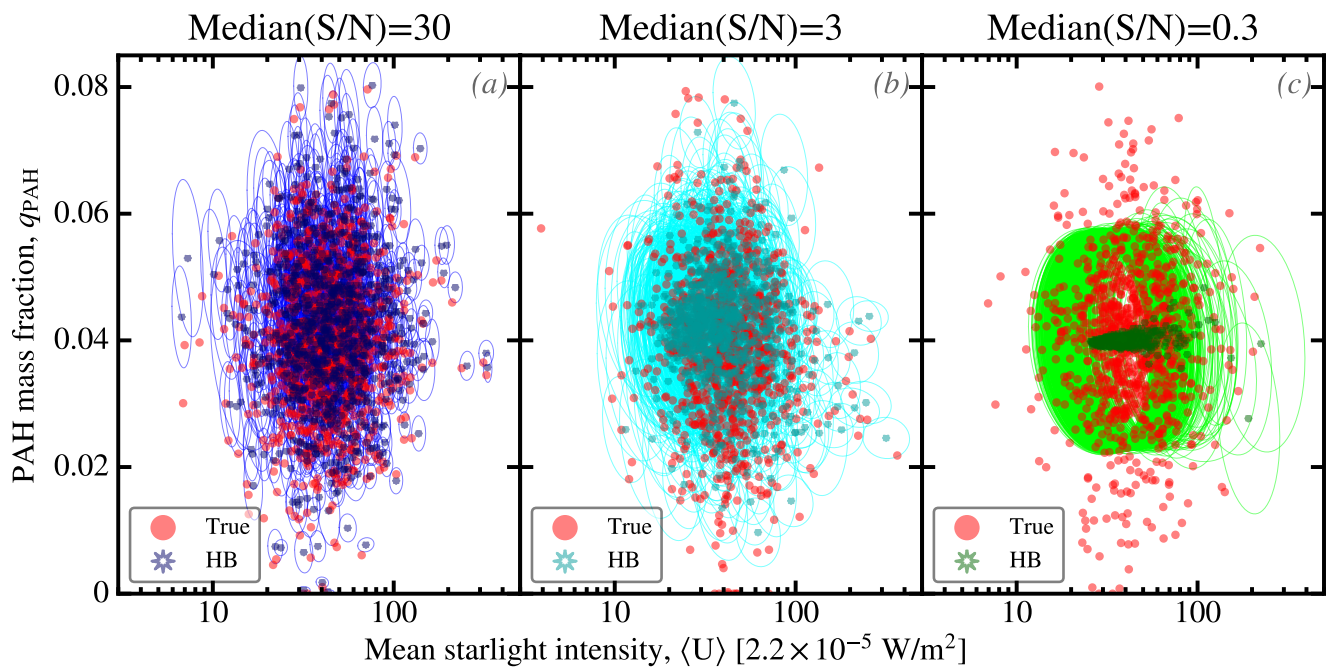 Median(S/N)=30 Median(S/N)=3 Median(S/N)=0.3
(a) (b) (c)
0.08
0.06
0.04
0.02
0
PAH mass fraction, qPAH
True True True
HB HB HB
10 100 10 100 10 100
Mean starlight intensity, ⟨U⟩ [2.2×10⁻⁵ W/m²]